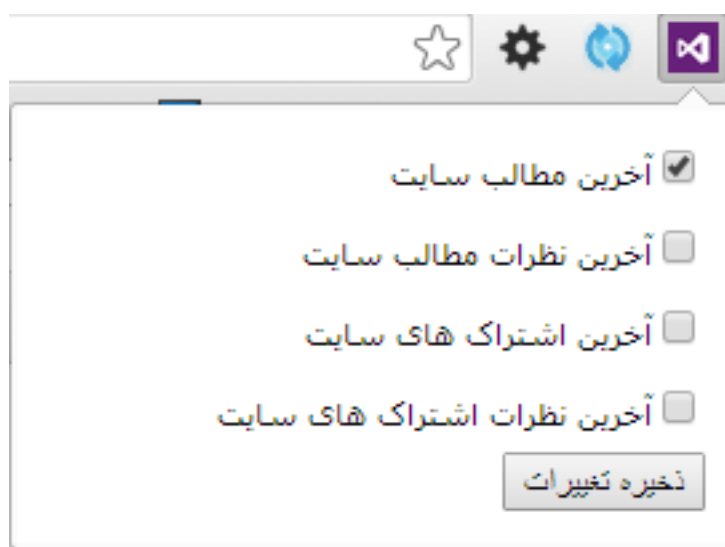 آخرین مطالب سایت
آخرین نظرات مطالب سایت
آخرین اشتراک های سایت
آخرین نظرات اشتراک های سایت
ذخیره تغییرات